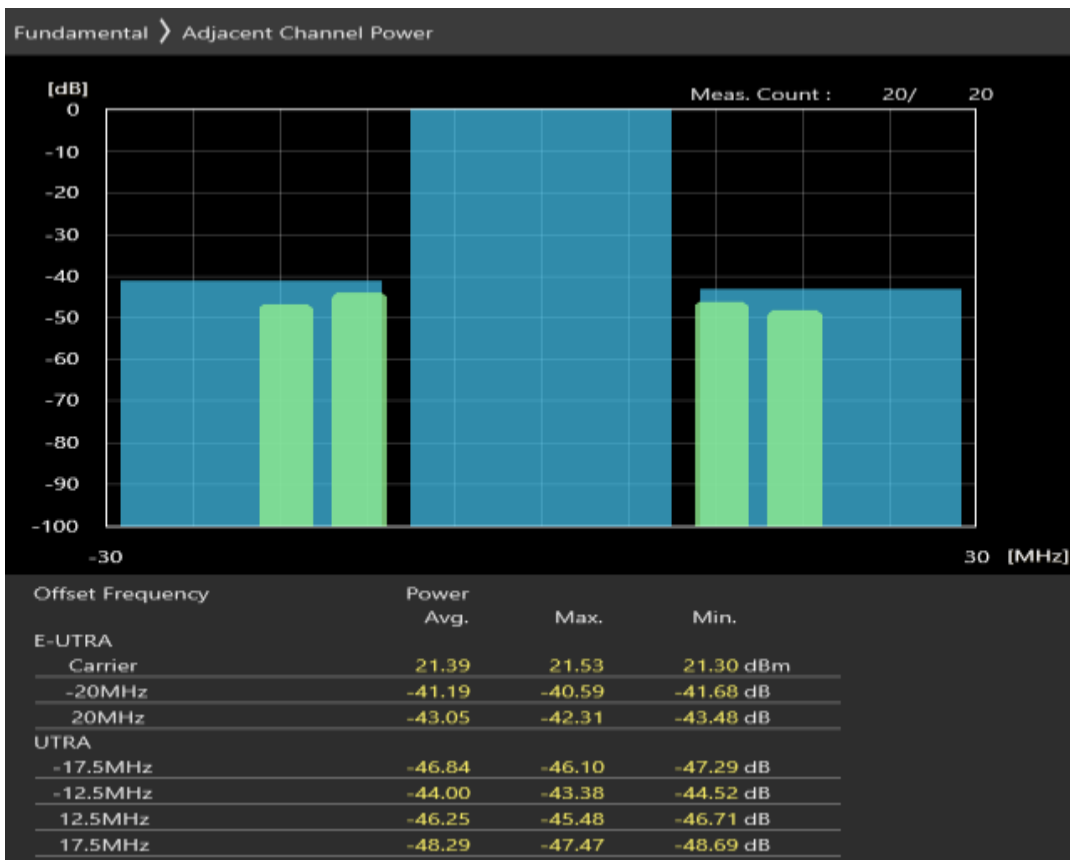 Fundamental 〉 Adjacent Channel Power
[dB]
Meas. Count : 20/ 20
0
-10
-20
-30
-40
-50
-60
-70
-80
-90
-100
-30 30 [MHz]
Offset Frequency Power
Avg. Max. Min.
E-UTRA
Carrier 21.39 21.53 21.30 dBm
-20MHz -41.19 -40.59 -41.68 dB
20MHz -43.05 -42.31 -43.48 dB
UTRA
-17.5MHz -46.84 -46.10 -47.29 dB
-12.5MHz -44.00 -43.38 -44.52 dB
12.5MHz -46.25 -45.48 -46.71 dB
17.5MHz -48.29 -47.47 -48.69 dB